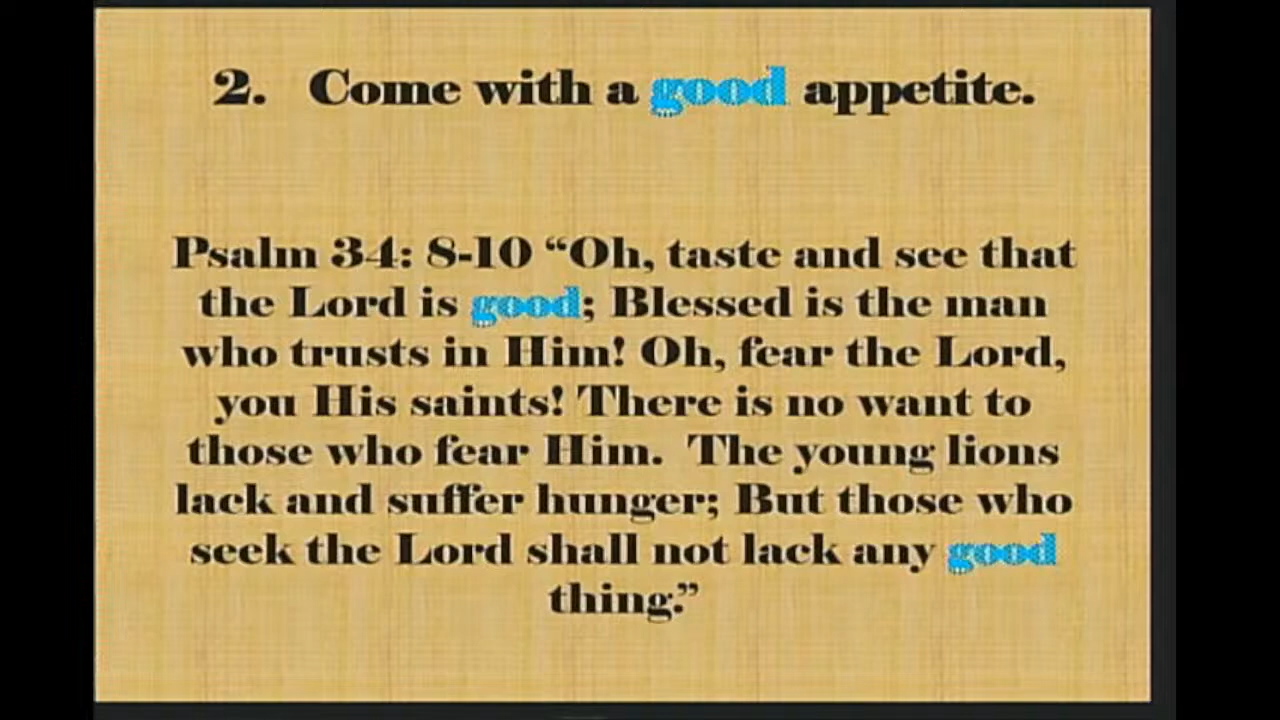 2. Come with a good appetite.
Psalm 34: 8-10 “Oh, taste and see that
the Lord is good; Blessed is the man
who trusts in Him! Oh, fear the Lord,
you His saints! There is no want to
those who fear Him. The young lions
lack and suffer hunger; But those who
seek the Lord shall not lack any good
thing.”